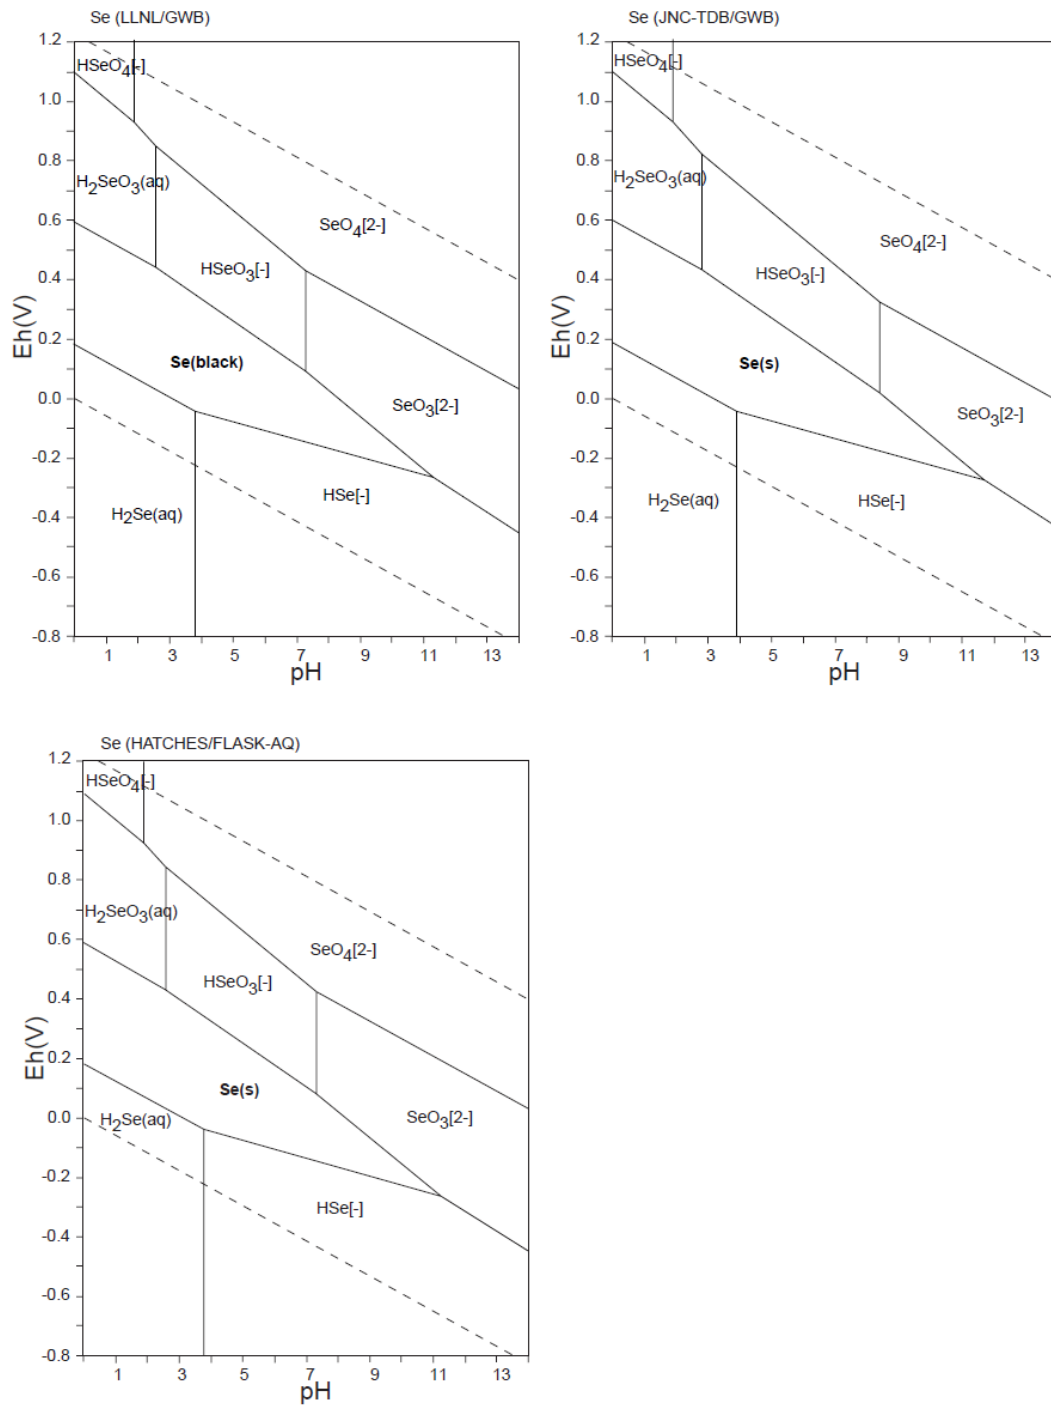 Se (LLNL/GWB)
1.2
1.0
0.8
0.6
0.4
0.2
0.0
-0.2
-0.4
-0.6
-0.8
Eh(V)
HSeO4[-]
H2SeO3(aq)
SeO4[2-]
HSeO3[-]
Se(black)
SeO3[2-]
HSe[-]
H2Se(aq)
1 3 5 7 9 11 13
pH
Se (JNC-TDB/GWB)
1.2
1.0
0.8
0.6
0.4
0.2
0.0
-0.2
-0.4
-0.6
-0.8
Eh(V)
HSeO4[-]
H2SeO3(aq)
SeO4[2-]
HSeO3[-]
Se(s)
SeO3[2-]
HSe[-]
H2Se(aq)
1 3 5 7 9 11 13
pH
Se (HATCHES/FLASK-AQ)
1.2
1.0
0.8
0.6
0.4
0.2
0.0
-0.2
-0.4
-0.6
-0.8
Eh(V)
HSeO4[-]
H2SeO3(aq)
SeO4[2-]
HSeO3[-]
Se(s)
H2Se(aq)
SeO3[2-]
HSe[-]
1 3 5 7 9 11 13
pH